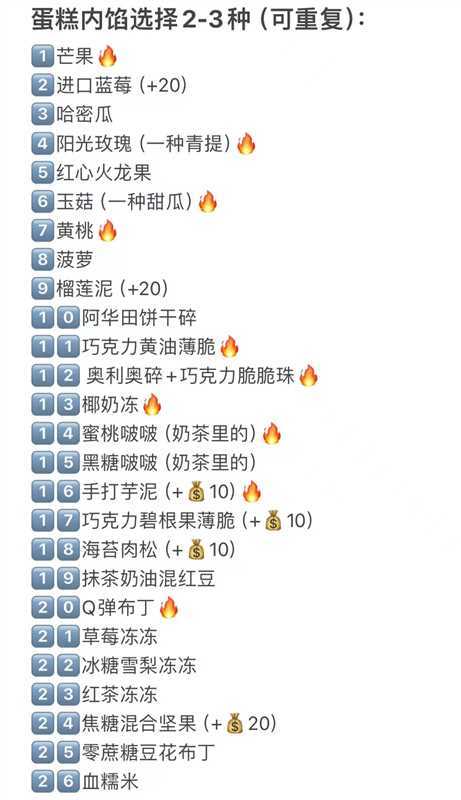 蛋糕内馅选择2-3种（可重复）：
1️⃣芒果🔥
2️⃣进口蓝莓（+20）
3️⃣哈密瓜
4️⃣阳光玫瑰（一种青提）🔥
5️⃣红心火龙果
6️⃣玉菇（一种甜瓜）🔥
7️⃣黄桃🔥
8️⃣菠萝
9️⃣榴莲泥（+20）
1️⃣0️⃣阿华田饼干碎
1️⃣1️⃣巧克力黄油薄脆🔥
1️⃣2️⃣ 奥利奥碎+巧克力脆脆珠🔥
1️⃣3️⃣椰奶冻🔥
1️⃣4️⃣蜜桃啵啵（奶茶里的）🔥
1️⃣5️⃣黑糖啵啵（奶茶里的）
1️⃣6️⃣手打芋泥（+💰10）🔥
1️⃣7️⃣巧克力碧根果薄脆（+💰10）
1️⃣8️⃣海苔肉松（+💰10）
1️⃣9️⃣抹茶奶油混红豆
2️⃣0️⃣Q弹布丁🔥
2️⃣1️⃣草莓冻冻
2️⃣2️⃣冰糖雪梨冻冻
2️⃣3️⃣红茶冻冻
2️⃣4️⃣焦糖混合坚果（+💰20）
2️⃣5️⃣零蔗糖豆花布丁
2️⃣6️⃣血糯米